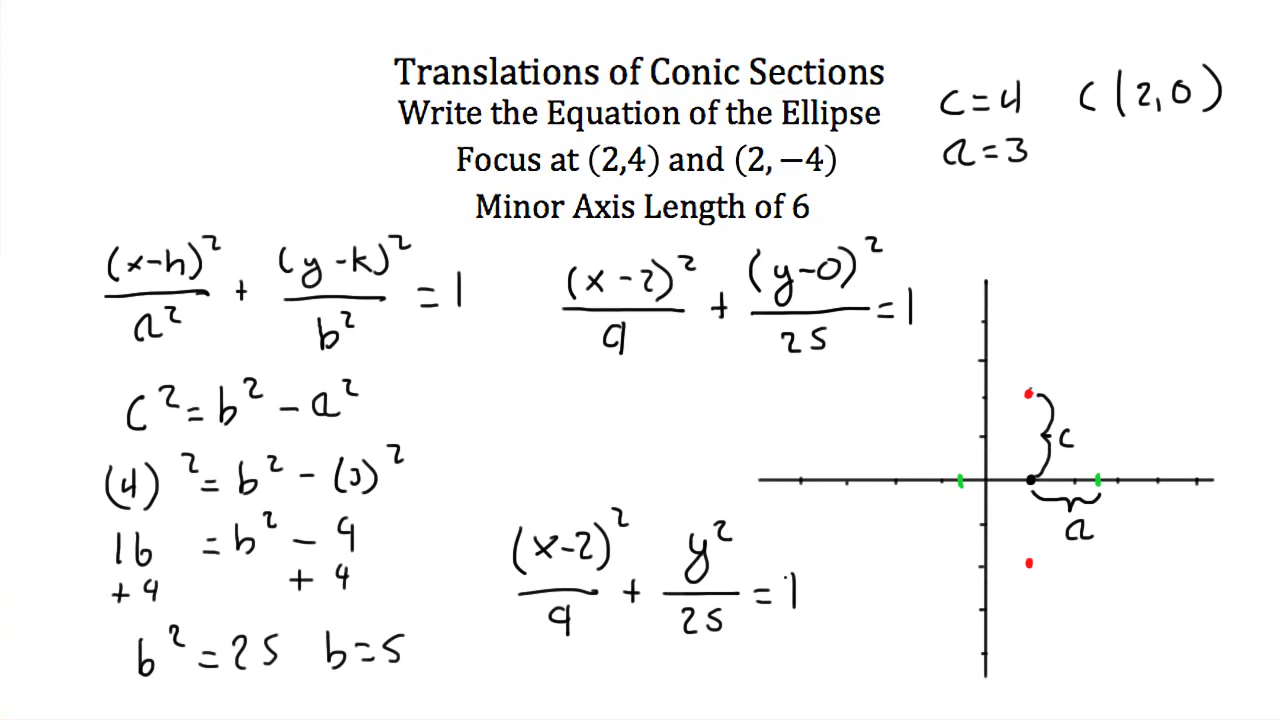 Translations of Conic Sections
Write the Equation of the Ellipse
Focus at (2,4) and (2, −4)
Minor Axis Length of 6
c = 4 C (2,0)
a = 3
(x-h)²/a² + (y-k)²/b² = 1
(x-2)²/9 + (y-0)²/25 = 1
c² = b² - a²
(4)² = b² - (3)²
16 = b² - 9
+9 +9
b² = 25 b = 5
(x-2)²/9 + y²/25 = 1
c
a